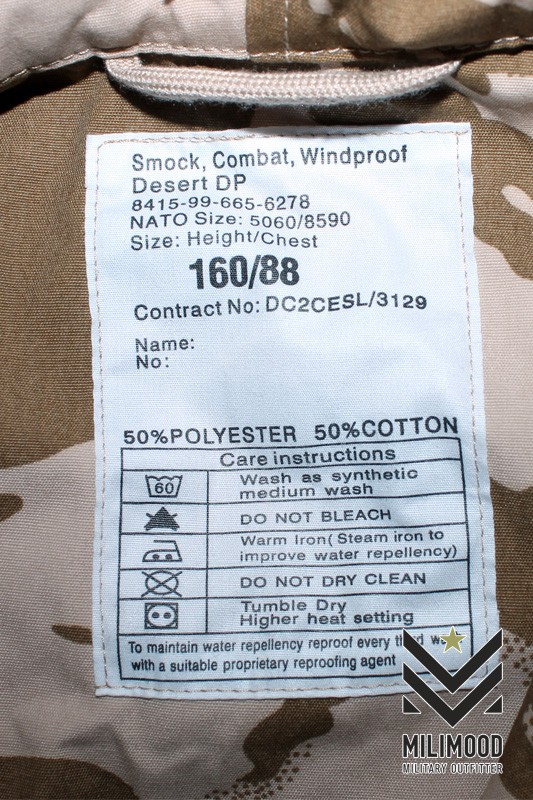 Smock, Combat, Windproof
Desert DP
8415-99-665-6278
NATO Size: 5060/8590
Size: Height/Chest
160/88
Contract No: DC2CESL/3129
Name:
No:
50%POLYESTER 50%COTTON
Care instructions
60
Wash as synthetic
medium wash
DO NOT BLEACH
Warm Iron( Steam iron to
improve water repellency)
DO NOT DRY CLEAN
Tumble Dry
Higher heat setting
To maintain water repellency reproof every
with a suitable proprietary reproofing agent
MILIMOOD
MILITARY OUTFITTER